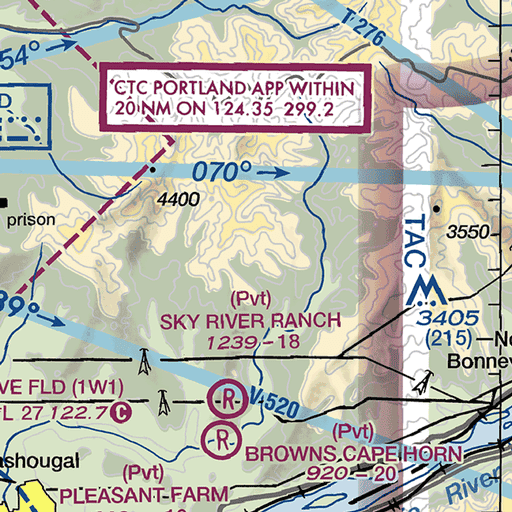 V 276
54°
CTC PORTLAND APP WITHIN
20 NM ON 124.35 299.2
D
070°
4400
prison
3550
TAC
89°
(Pvt)
SKY RIVER RANCH
1239 - 18
3405
(215)
Bonnev
VE FLD (1W1)
L 27 122.7 C
R
V 520
R
(Pvt)
BROWNS CAPE HORN
920 - 20
ashougal
(Pvt)
PLEASANT FARM
River